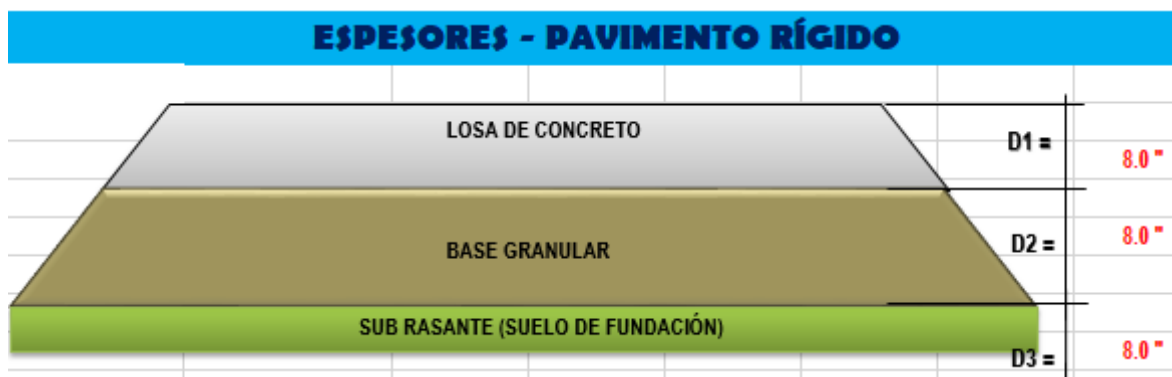 ESPESORES - PAVIMENTO RÍGIDO
LOSA DE CONCRETO
D1 =
8.0 "
BASE GRANULAR
D2 =
8.0 "
SUB RASANTE (SUELO DE FUNDACIÓN)
D3 =
8.0 "